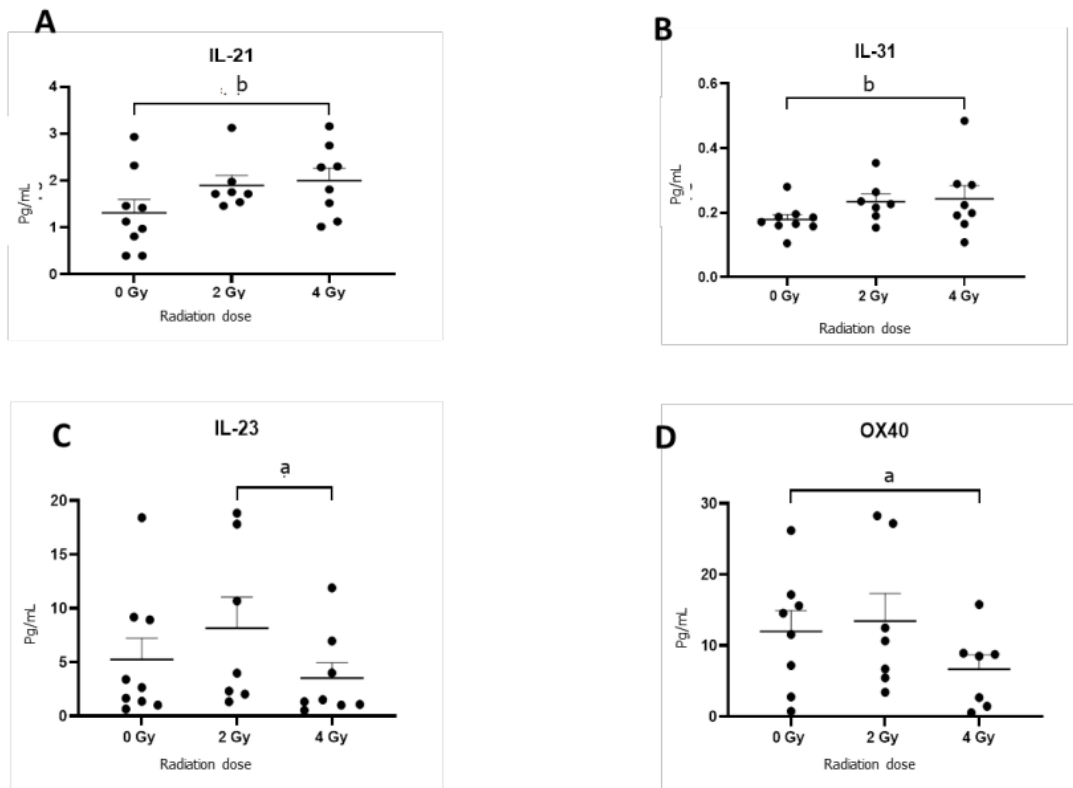 A
IL-21
b
4
3
2
1
0
Pg/mL
0 Gy
2 Gy
4 Gy
Radiation dose
B
IL-31
b
0.6
0.4
0.2
0.0
Pg/mL
0 Gy
2 Gy
4 Gy
Radiation dose
C
IL-23
a
20
15
10
5
0
Pg/mL
0 Gy
2 Gy
4 Gy
Radiation dose
D
OX40
a
30
20
10
0
Pg/mL
0 Gy
2 Gy
4 Gy
Radiation dose